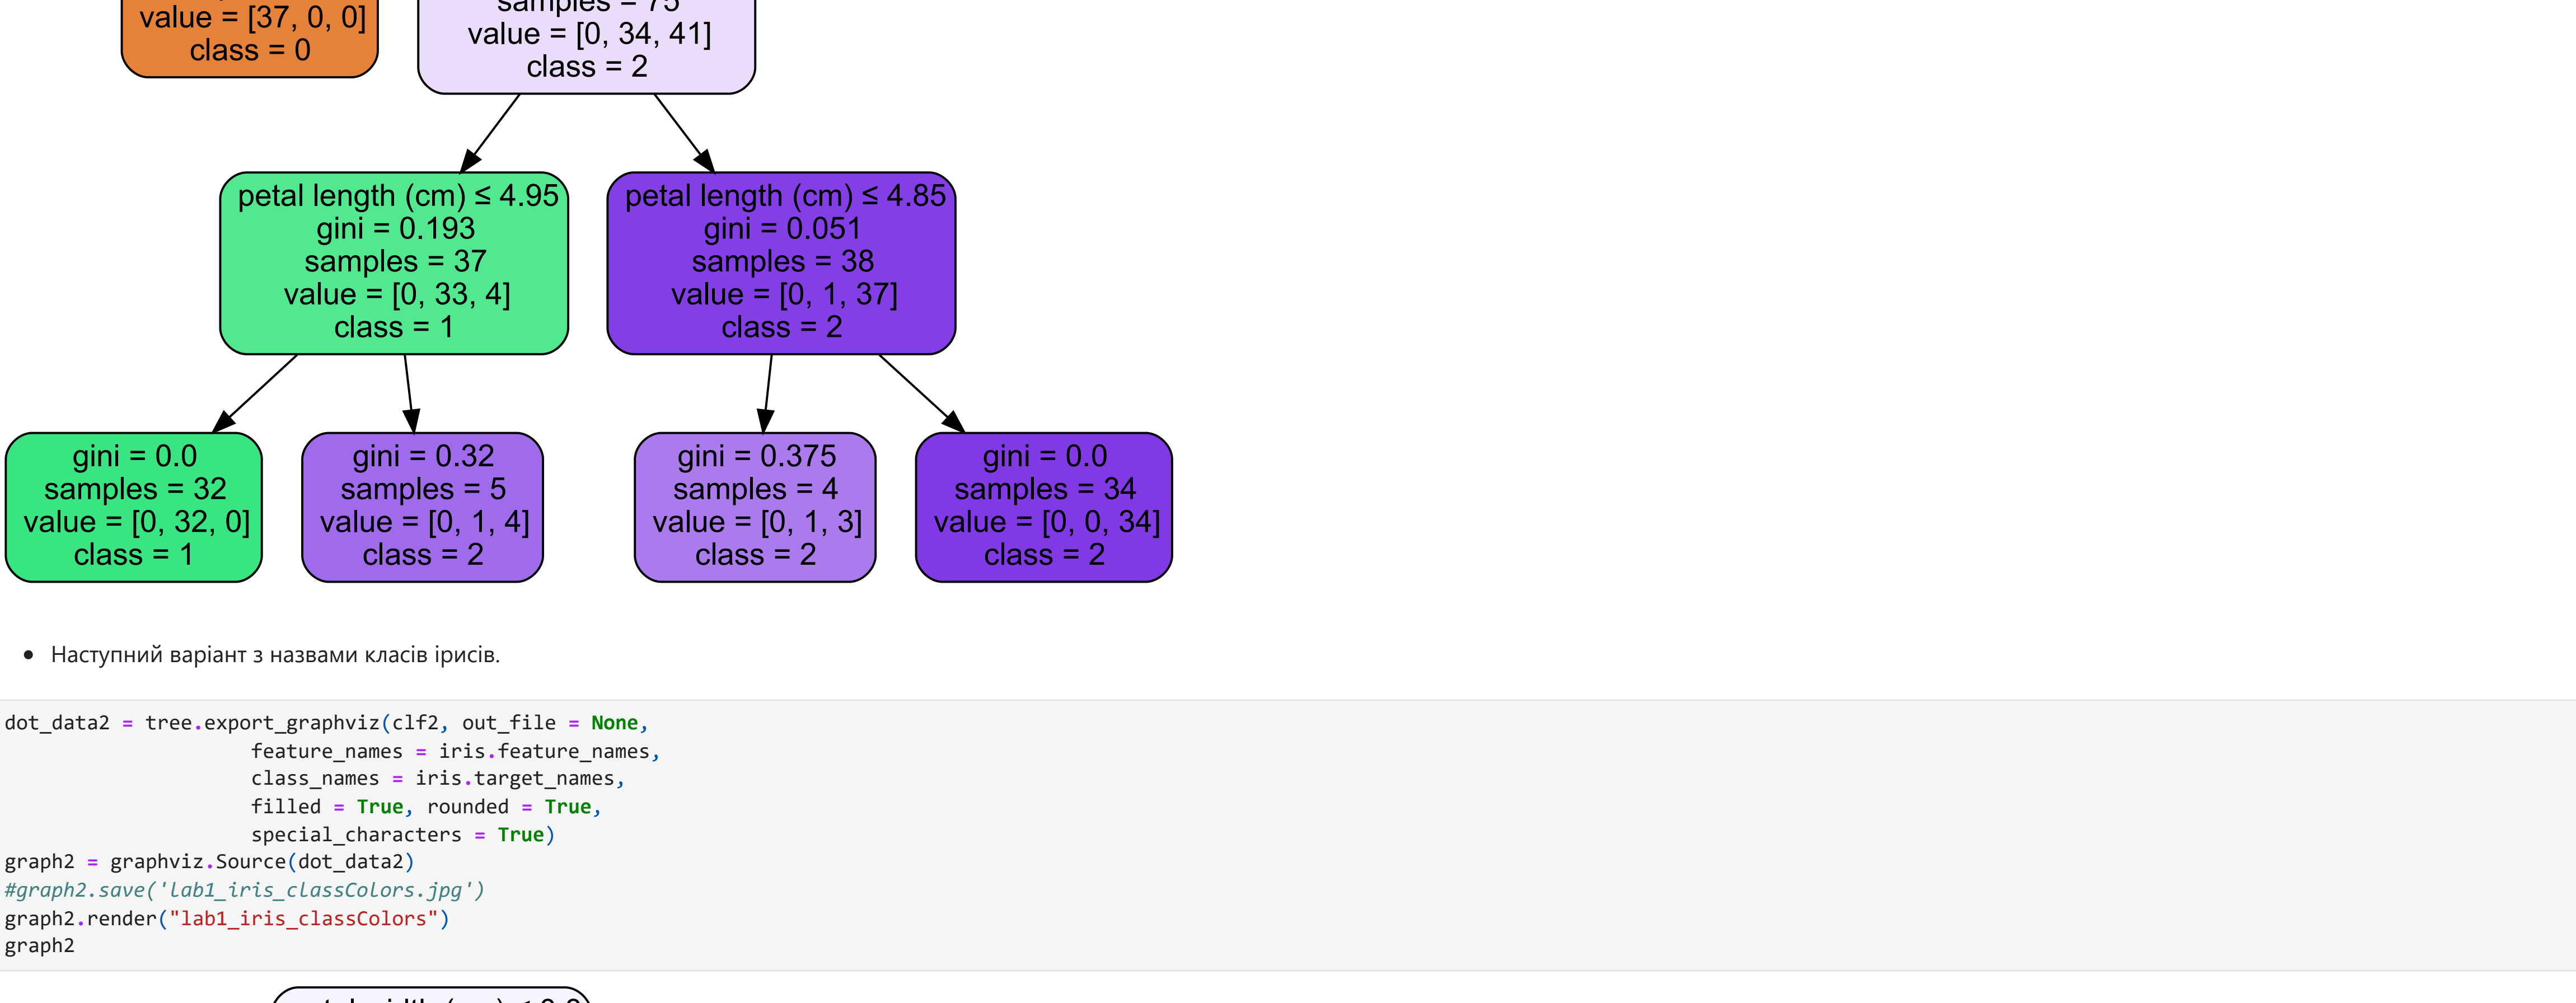 value = [37, 0, 0]
class = 0
samples = 75
value = [0, 34, 41]
class = 2
petal length (cm) ≤ 4.95
gini = 0.193
samples = 37
value = [0, 33, 4]
class = 1
petal length (cm) ≤ 4.85
gini = 0.051
samples = 38
value = [0, 1, 37]
class = 2
gini = 0.0
samples = 32
value = [0, 32, 0]
class = 1
gini = 0.32
samples = 5
value = [0, 1, 4]
class = 2
gini = 0.375
samples = 4
value = [0, 1, 3]
class = 2
gini = 0.0
samples = 34
value = [0, 0, 34]
class = 2
• Наступний варіант з назвами класів ірисів.
dot_data2 = tree.export_graphviz(clf2, out_file = None,
feature_names = iris.feature_names,
class_names = iris.target_names,
filled = True, rounded = True,
special_characters = True)
graph2 = graphviz.Source(dot_data2)
#graph2.save('lab1_iris_classColors.jpg')
graph2.render("lab1_iris_classColors")
graph2